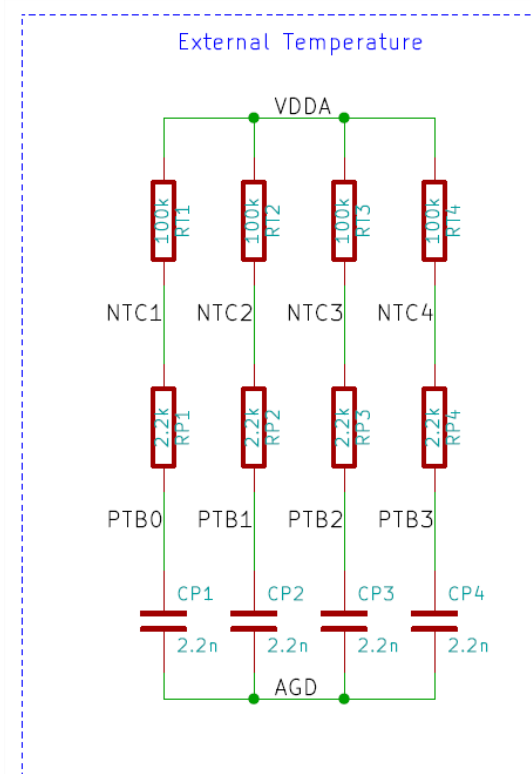 External Temperature
VDDA
100k RT1 100k RT2 100k RT3 100k RT4
NTC1 NTC2 NTC3 NTC4
2.2k RP1 2.2k RP2 2.2k RP3 2.2k RP4
PTB0 PTB1 PTB2 PTB3
CP1 CP2 CP3 CP4
2.2n 2.2n 2.2n 2.2n
AGD